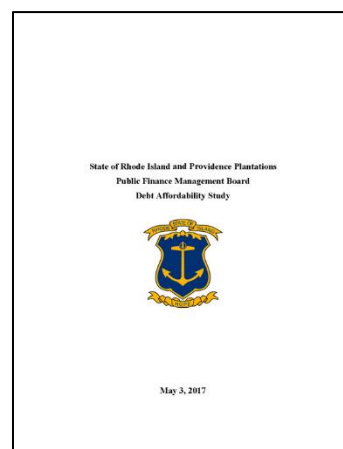 State of Rhode Island and Providence Plantations
Public Finance Management Board
Debt Affordability Study
May 3, 2017